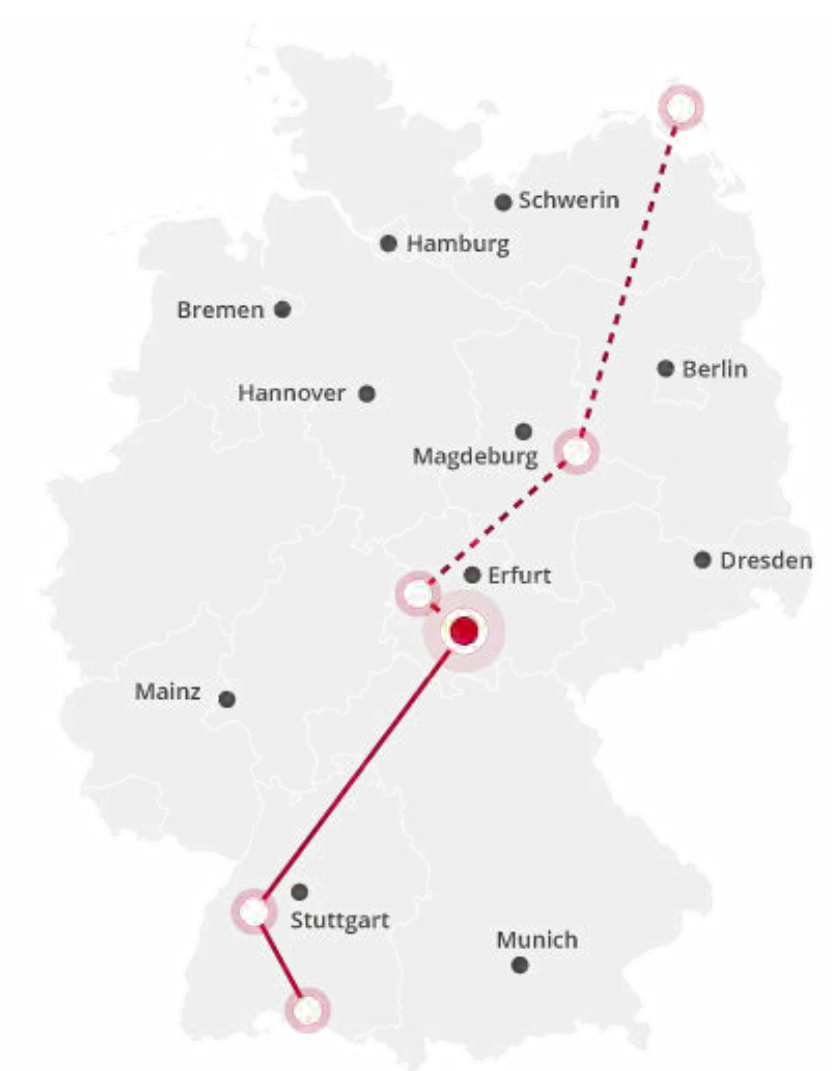 Schwerin
Hamburg
Bremen
Berlin
Hannover
Magdeburg
Dresden
Erfurt
Mainz
Stuttgart
Munich